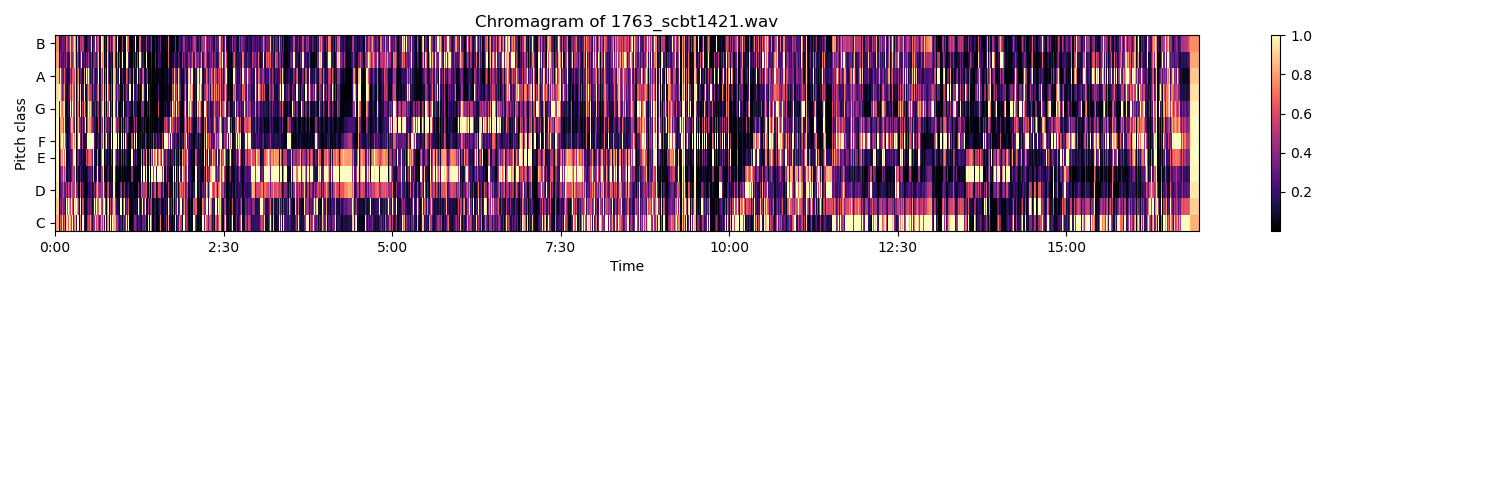 Chromagram of 1763_scbt1421.wav
Pitch class
B
A
G
F
E
D
C
0:00 2:30 5:00 7:30 10:00 12:30 15:00
Time
1.0
0.8
0.6
0.4
0.2